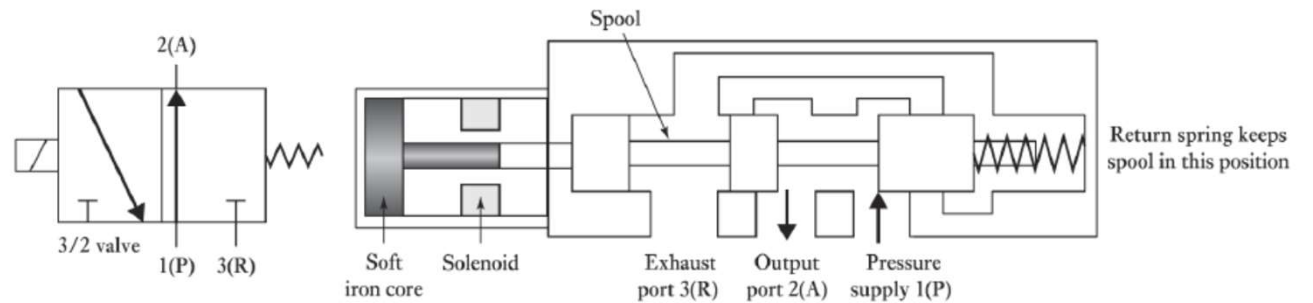 2(A)
3/2 valve
1(P) 3(R)
Spool
Return spring keeps
spool in this position
Soft
iron core
Solenoid
Exhaust
port 3(R)
Output
port 2(A)
Pressure
supply 1(P)